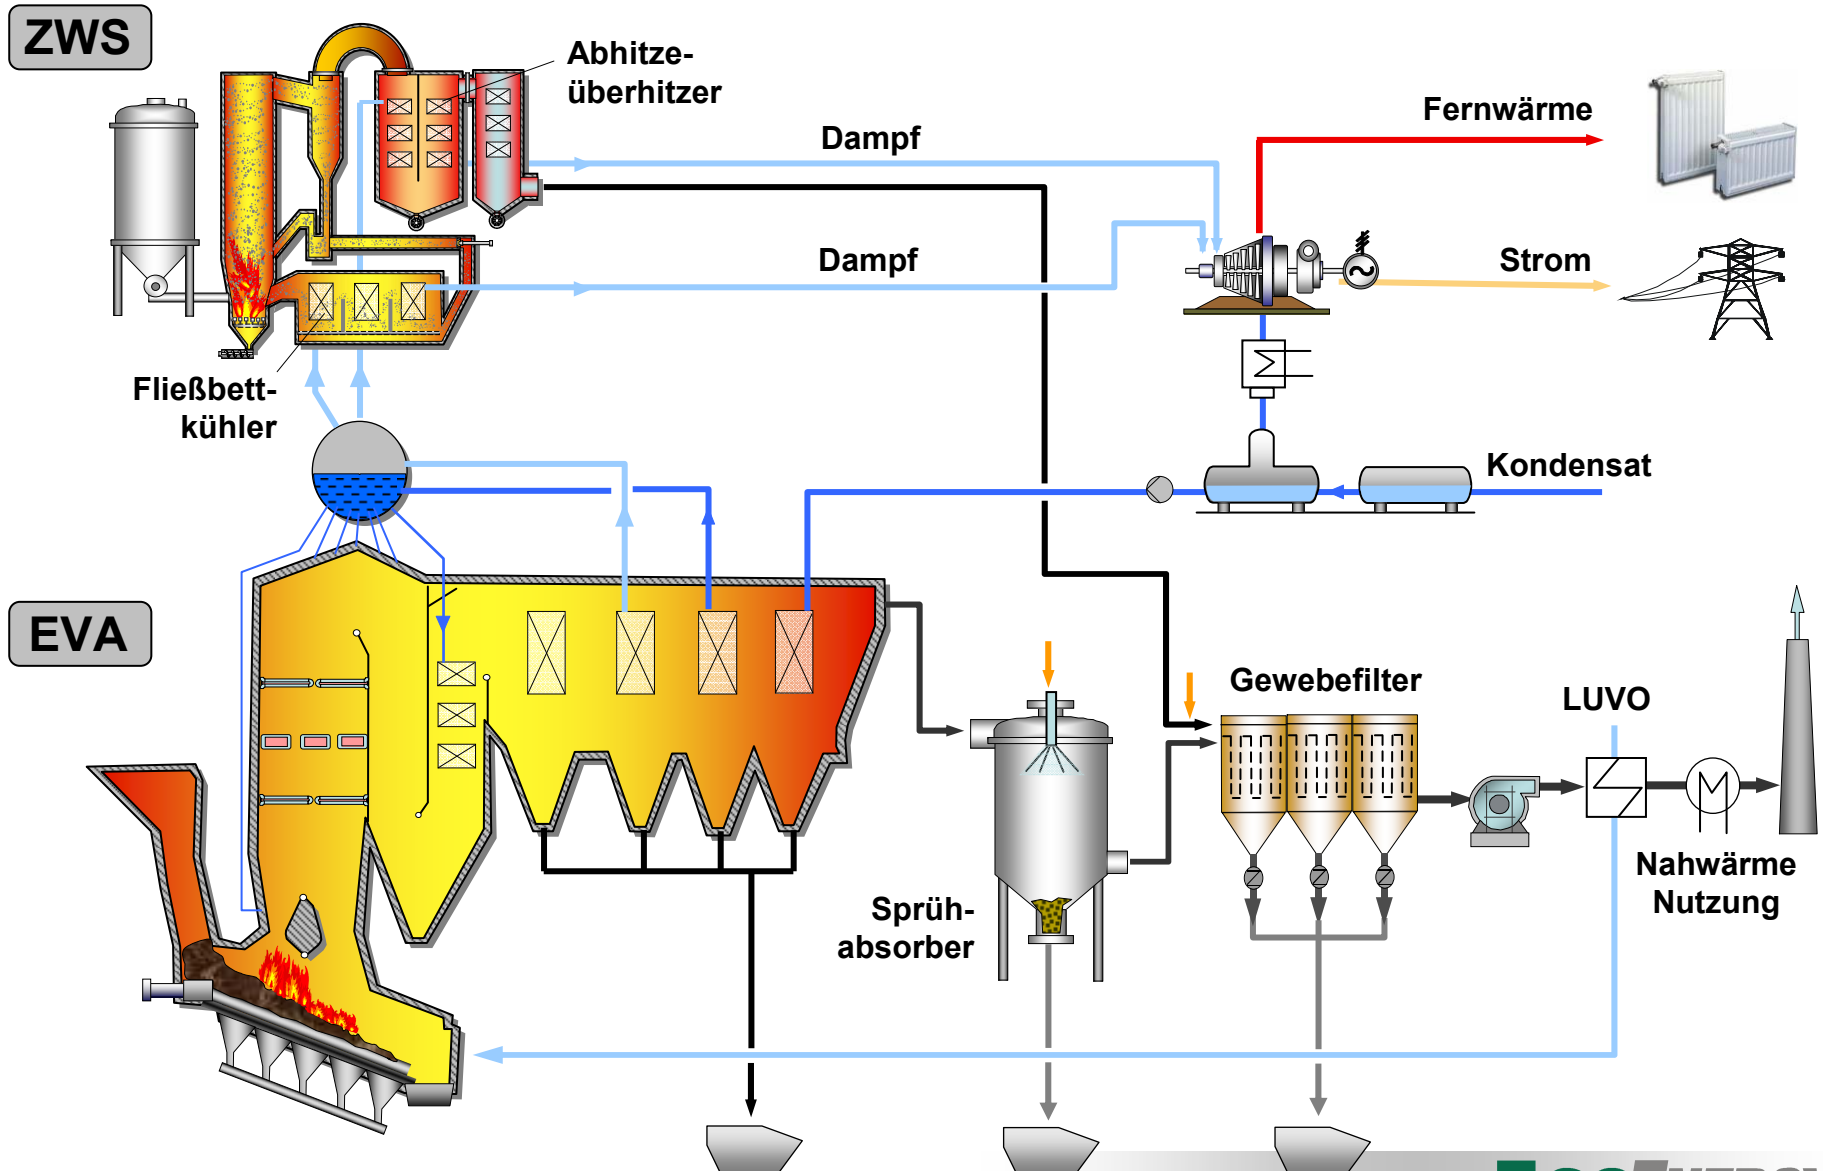 ZWS
Abhitze-
überhitzer
Dampf
Fernwärme
Dampf
Strom
Fließbett-
kühler
Kondensat
EVA
Gewebefilter
LUVO
Nahwärme
Nutzung
Sprüh-
absorber